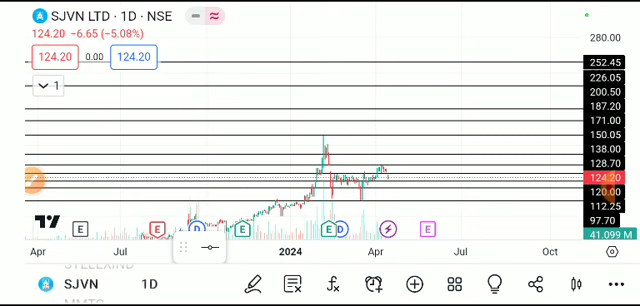 SJVN LTD · 1D · NSE
124.20 −6.65 (−5.08%)
124.20 0.00 124.20
1
280.00
252.45
226.05
200.50
187.20
171.00
150.05
138.00
128.70
124.20
120.00
112.25
97.70
41.099 M
E E D E E D E
Apr Jul 2024 Apr Jul Oct
STEELXIND
SJVN 1D
MMTC